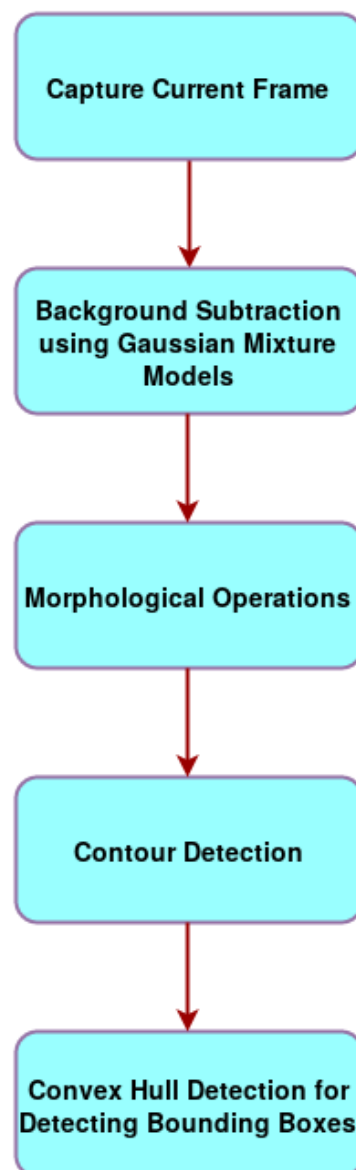 Capture Current Frame
Background Subtraction
using Gaussian Mixture
Models
Morphological Operations
Contour Detection
Convex Hull Detection for
Detecting Bounding Boxes